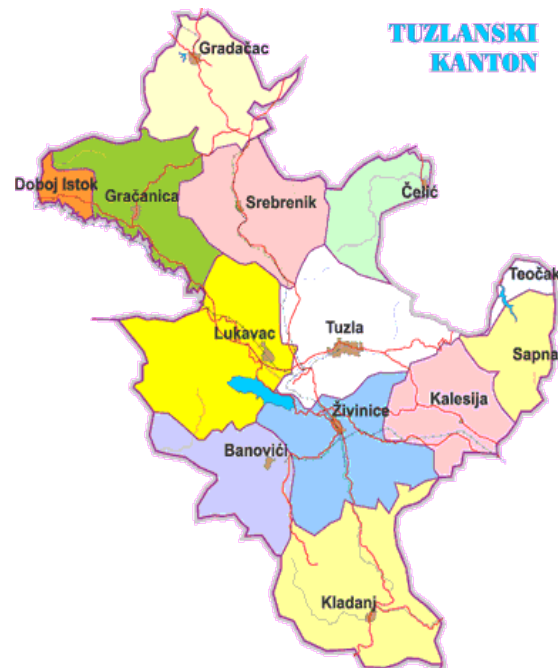 TUZLANSKI
KANTON
Gradačac
Doboj Istok
Gračanica
Srebrenik
Čelić
Teočak
Lukavac
Tuzla
Sapna
Živinice
Kalesija
Banovići
Kladanj